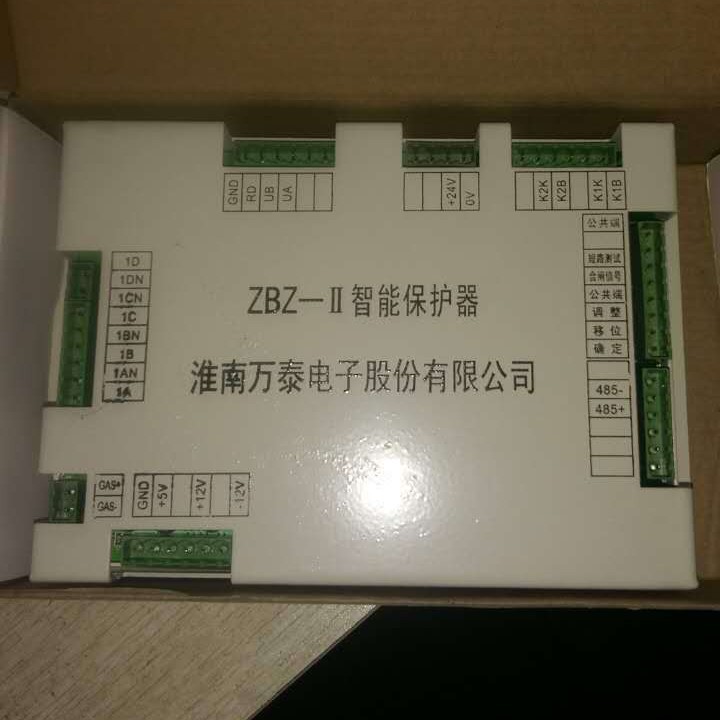 GND
RD
UB
UA
+24V
0V
K2K
K2B
K1K
K1B
公共端
短路测试
合闸信号
公共端
调整
移位
确定
485-
485+
1D
1DN
1CN
1C
1BN
1B
1AN
1A
ZBZ—Ⅱ智能保护器
淮南万泰电子股份有限公司
GAS+
GAS-
GND
+5V
+12V
-12V